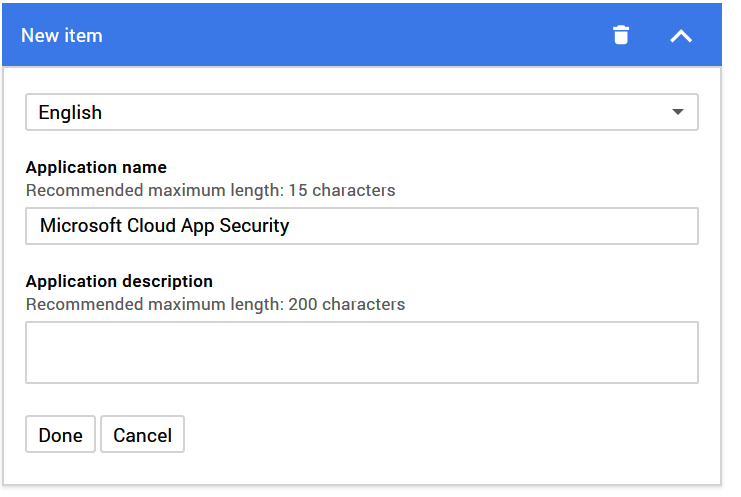 New item
English
Application name
Recommended maximum length: 15 characters
Microsoft Cloud App Security
Application description
Recommended maximum length: 200 characters
Done Cancel